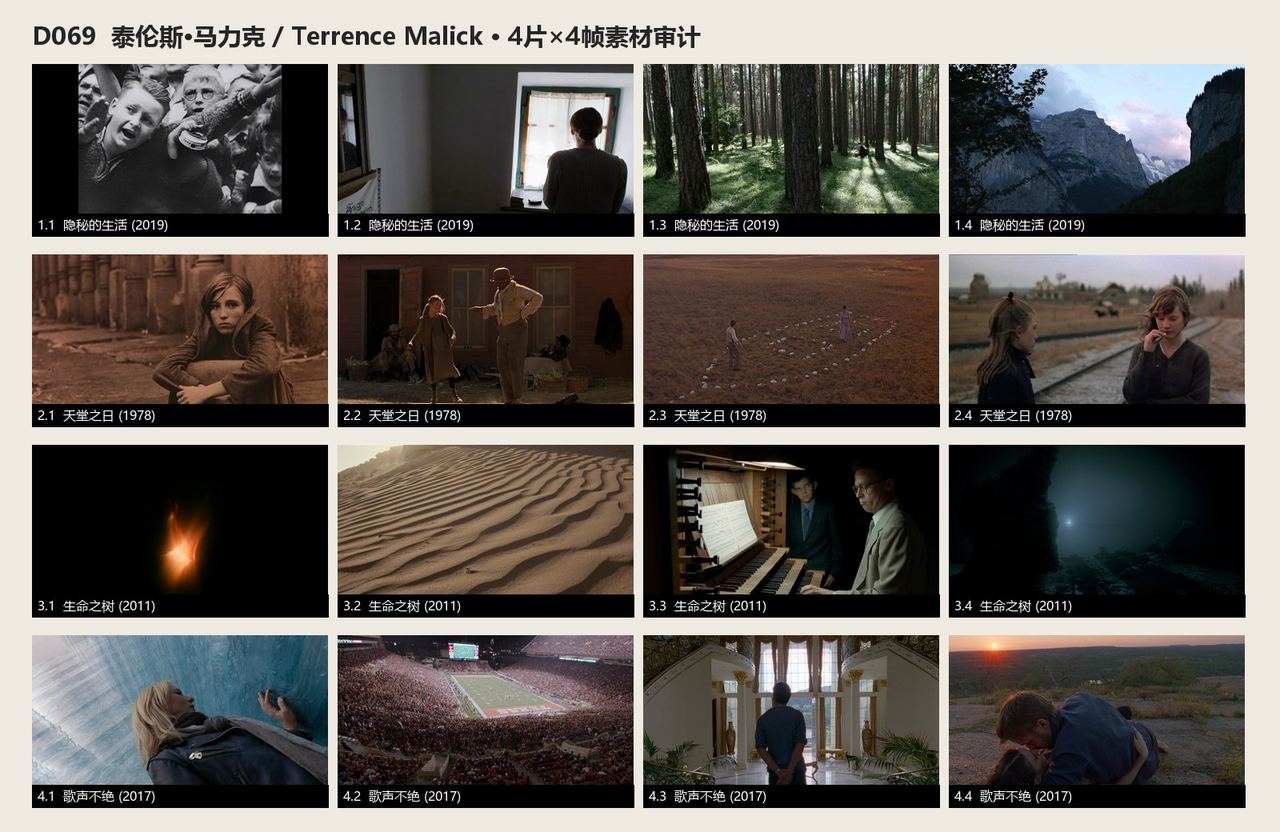 D069 泰伦斯•马力克 / Terrence Malick • 4片×4帧素材审计
1.1 隐秘的生活 (2019)
1.2 隐秘的生活 (2019)
1.3 隐秘的生活 (2019)
1.4 隐秘的生活 (2019)
2.1 天堂之日 (1978)
2.2 天堂之日 (1978)
2.3 天堂之日 (1978)
2.4 天堂之日 (1978)
3.1 生命之树 (2011)
3.2 生命之树 (2011)
3.3 生命之树 (2011)
3.4 生命之树 (2011)
4.1 歌声不绝 (2017)
4.2 歌声不绝 (2017)
4.3 歌声不绝 (2017)
4.4 歌声不绝 (2017)